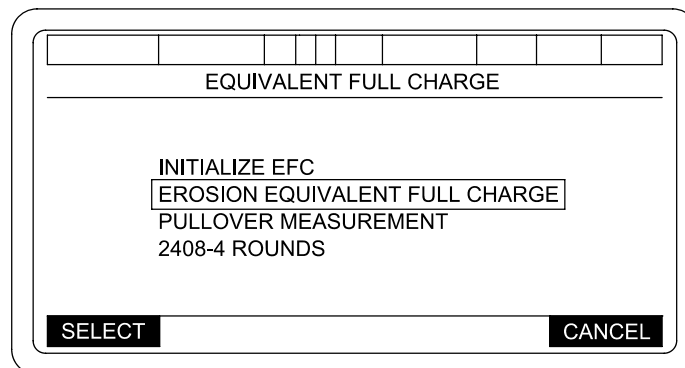 EQUIVALENT FULL CHARGE
INITIALIZE EFC
EROSION EQUIVALENT FULL CHARGE
PULLOVER MEASUREMENT
2408-4 ROUNDS
SELECT CANCEL